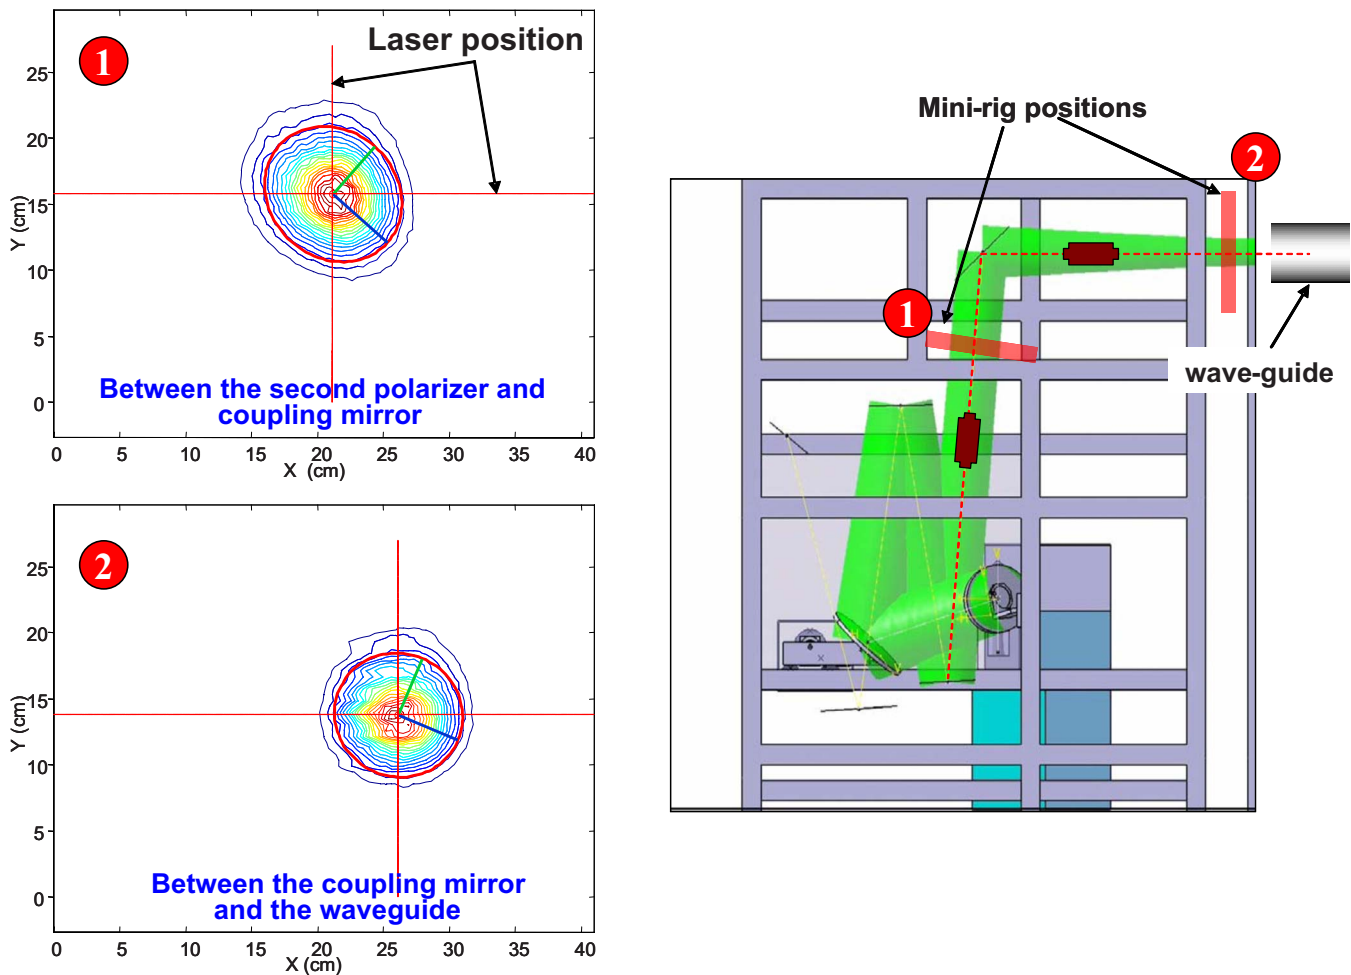 1
Laser position
25
20
15
10
5
0
Y (cm)
Between the second polarizer and
coupling mirror
0 5 10 15 20 25 30 35 40
X (cm)
2
25
20
15
10
5
0
Y (cm)
Between the coupling mirror
and the waveguide
0 5 10 15 20 25 30 35 40
X (cm)
Mini-rig positions
2
1
wave-guide